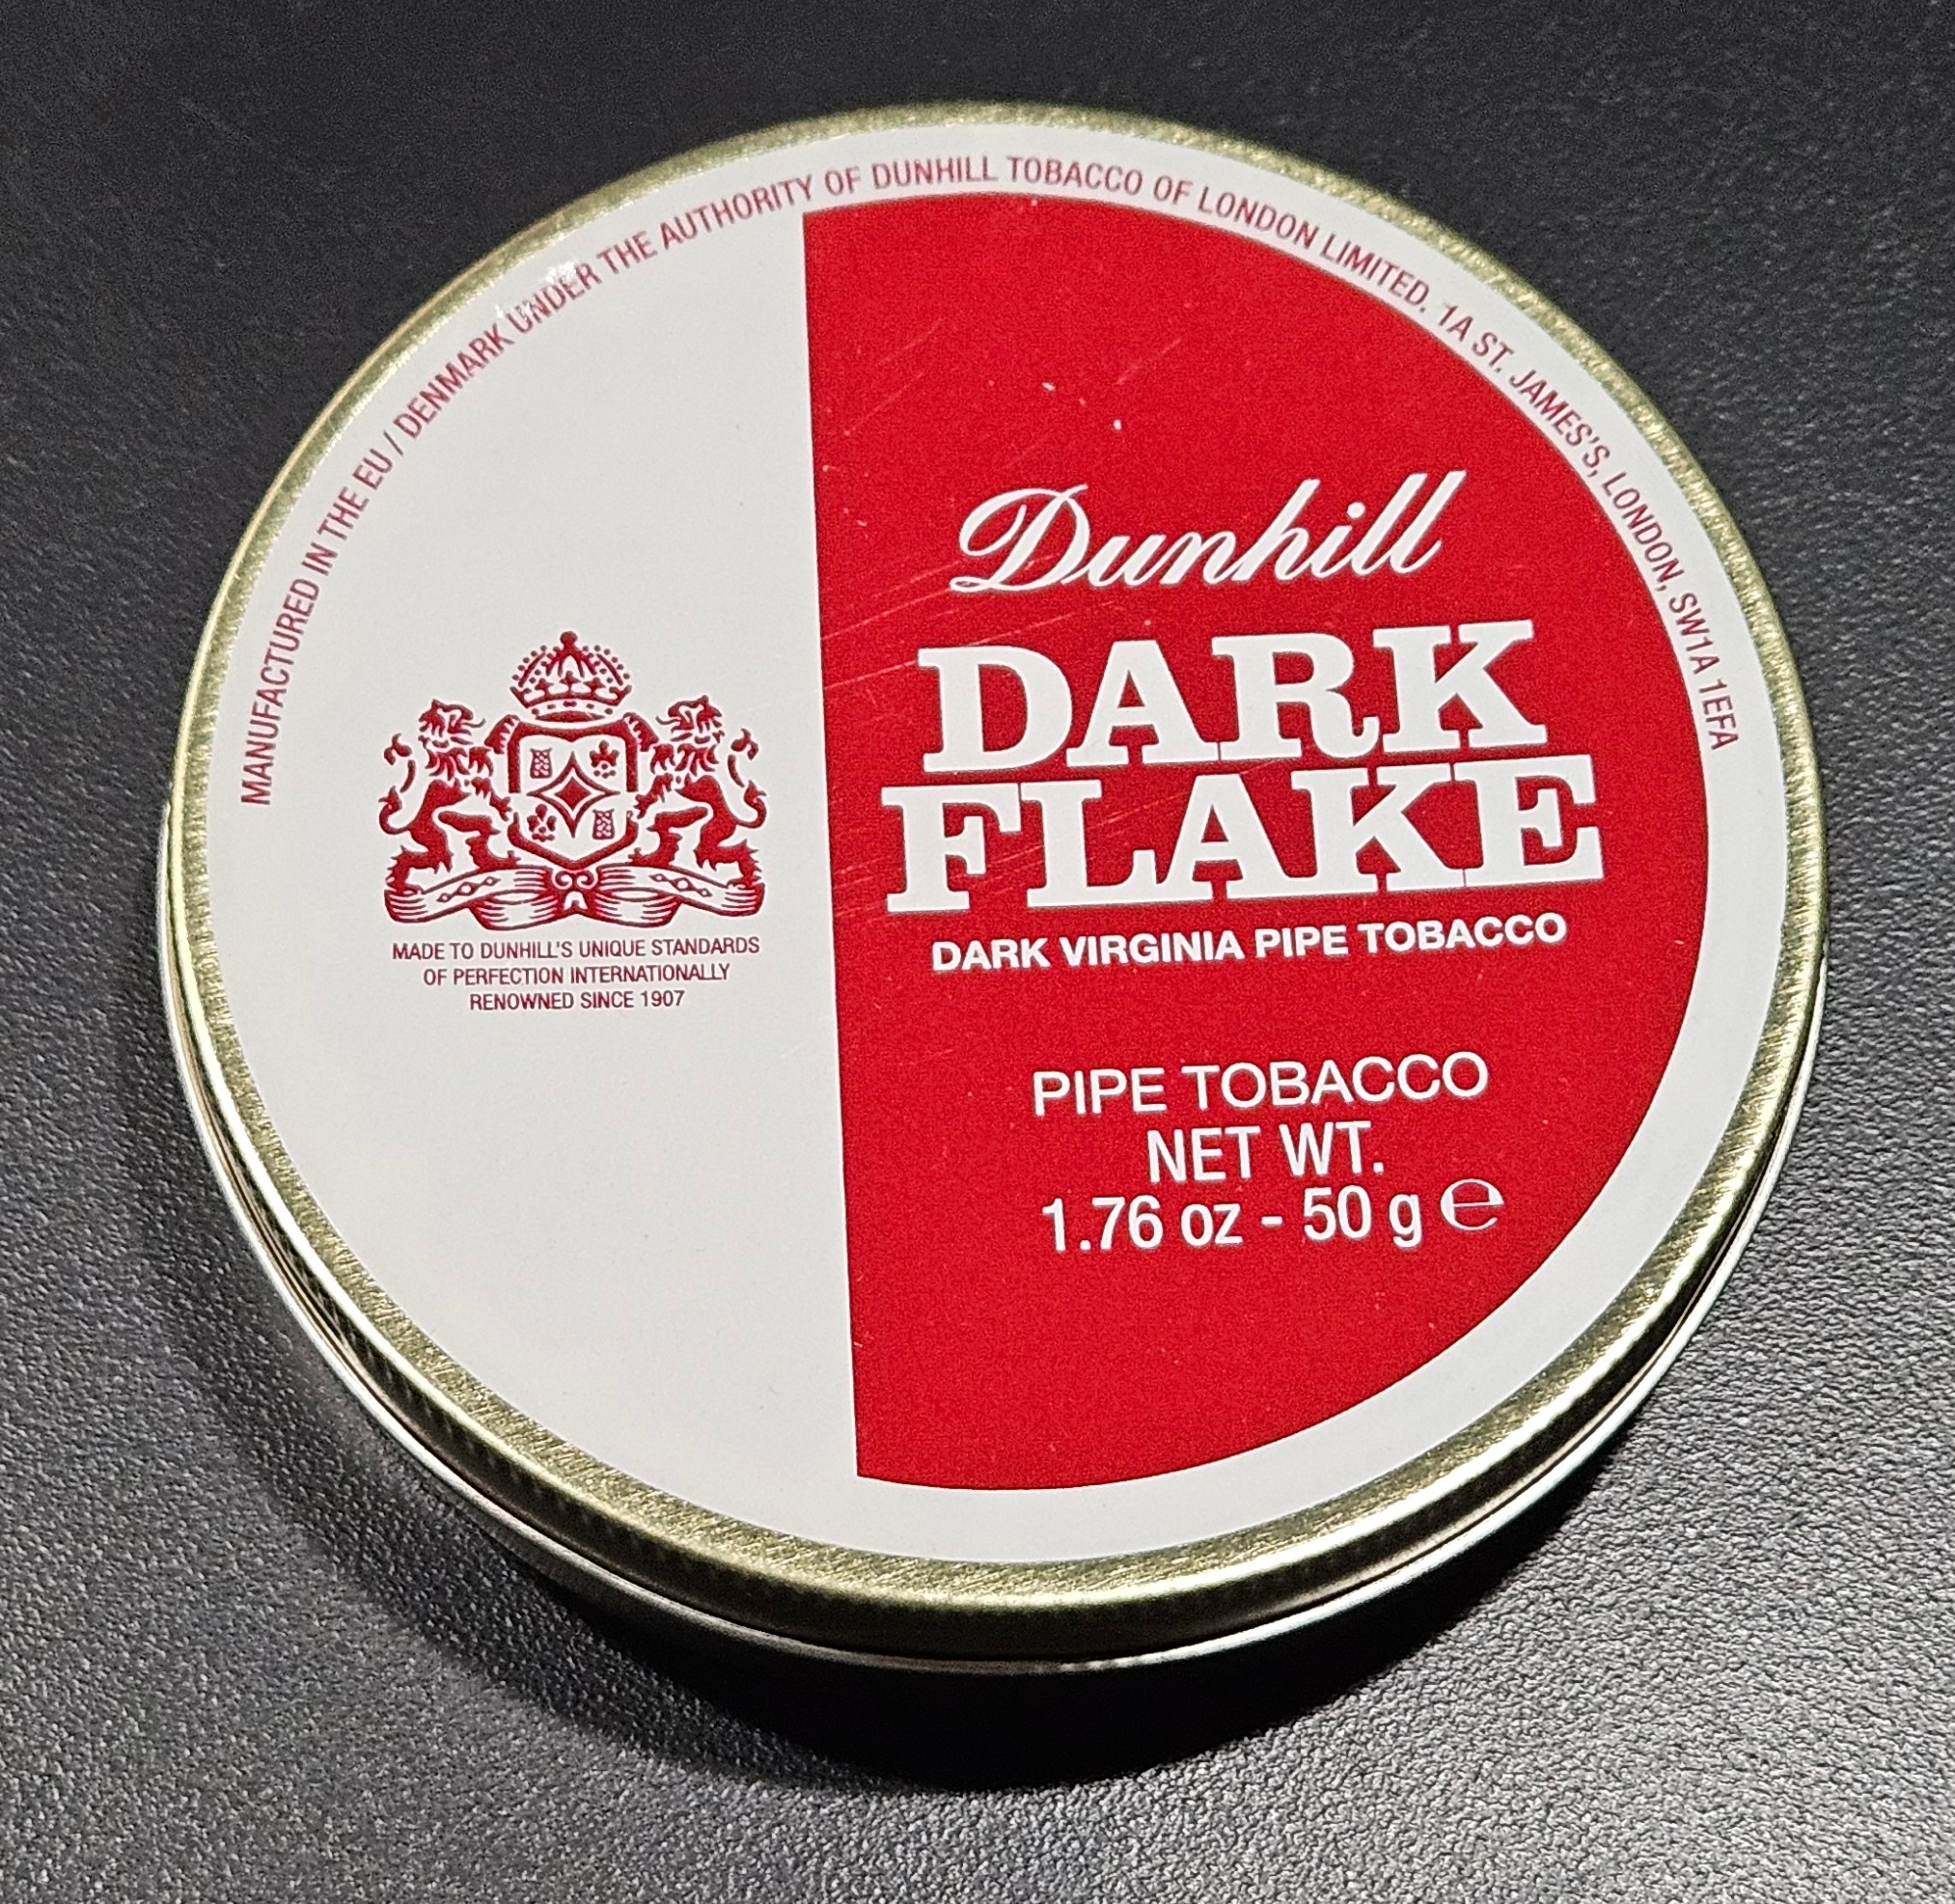 MANUFACTURED IN THE EU / DENMARK UNDER THE AUTHORITY OF DUNHILL TOBACCO OF LONDON LIMITED. 1A ST. JAMES'S, LONDON, SW1A 1EFA
Dunhill
DARK
FLAKE
DARK VIRGINIA PIPE TOBACCO
MADE TO DUNHILL'S UNIQUE STANDARDS
OF PERFECTION INTERNATIONALLY
RENOWNED SINCE 1907
PIPE TOBACCO
NET WT.
1.76 oz - 50 g ℮